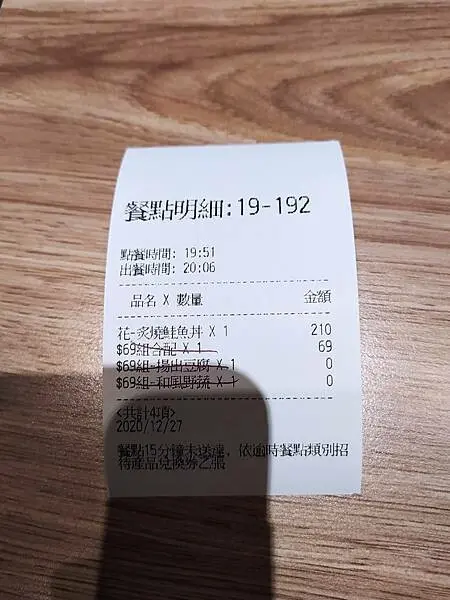 餐點明細:19-192
點餐時間: 19:51
出餐時間: 20:06
品名 X 數量 金額
花-炙燒鮭魚丼 X 1 210
$69組合配 X 1 69
$69組-揚出豆腐 X 1 0
$69組-和風野蔬 X 1 0
<共計4項>
2020/12/27
餐點15分鐘未送達, 依逾時餐點類別招
待產品兌換券乙張